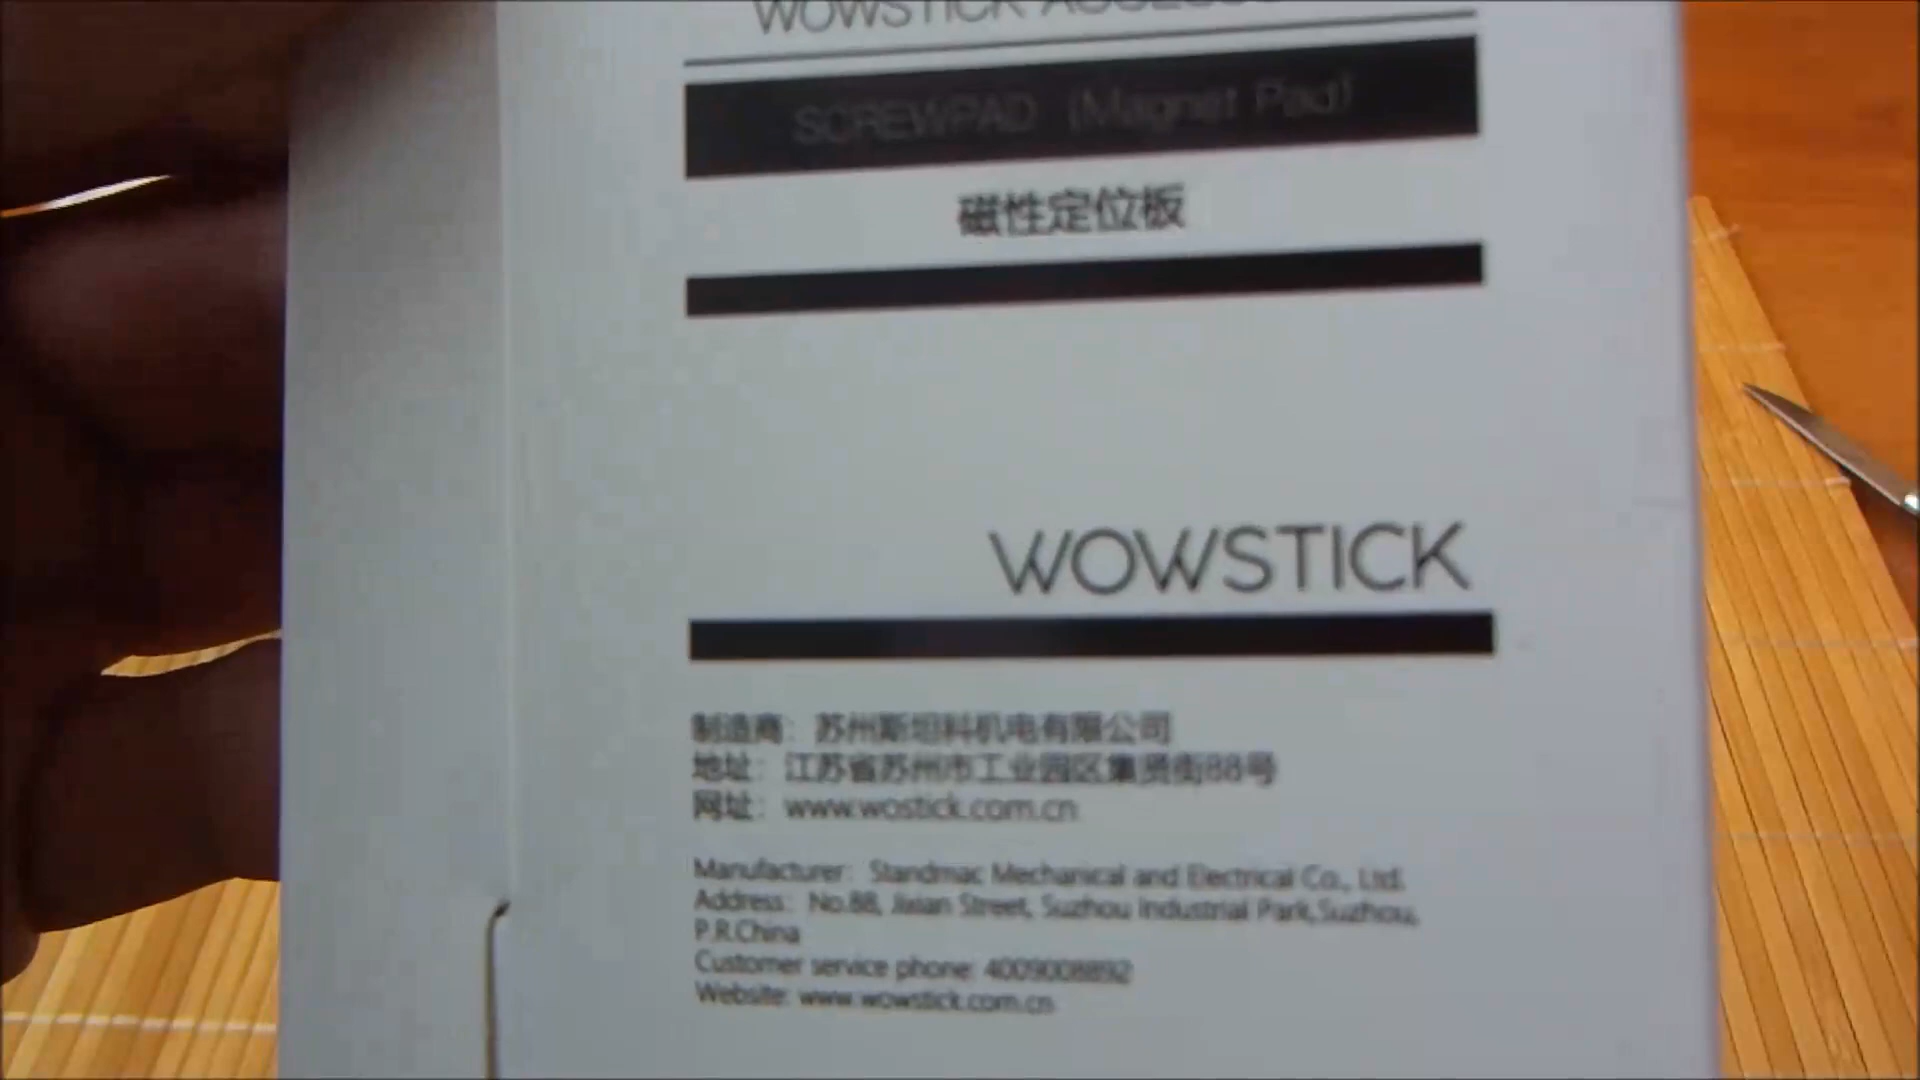 WOWSTICK
SCREWPAD (Magnet Pad)
磁性定位板
WOWSTICK
制造商：苏州斯坦科机电有限公司
地址：江苏省苏州市工业园区集贤街88号
网址：www.wostick.com.cn
Manufacturer: Standmac Mechanical and Electrical Co., Ltd.
Address: No.88, Jixian Street, Suzhou Industrial Park,Suzhou,
P.R.China
Customer service phone: 4009008892
Website: www.wowstick.com.cn